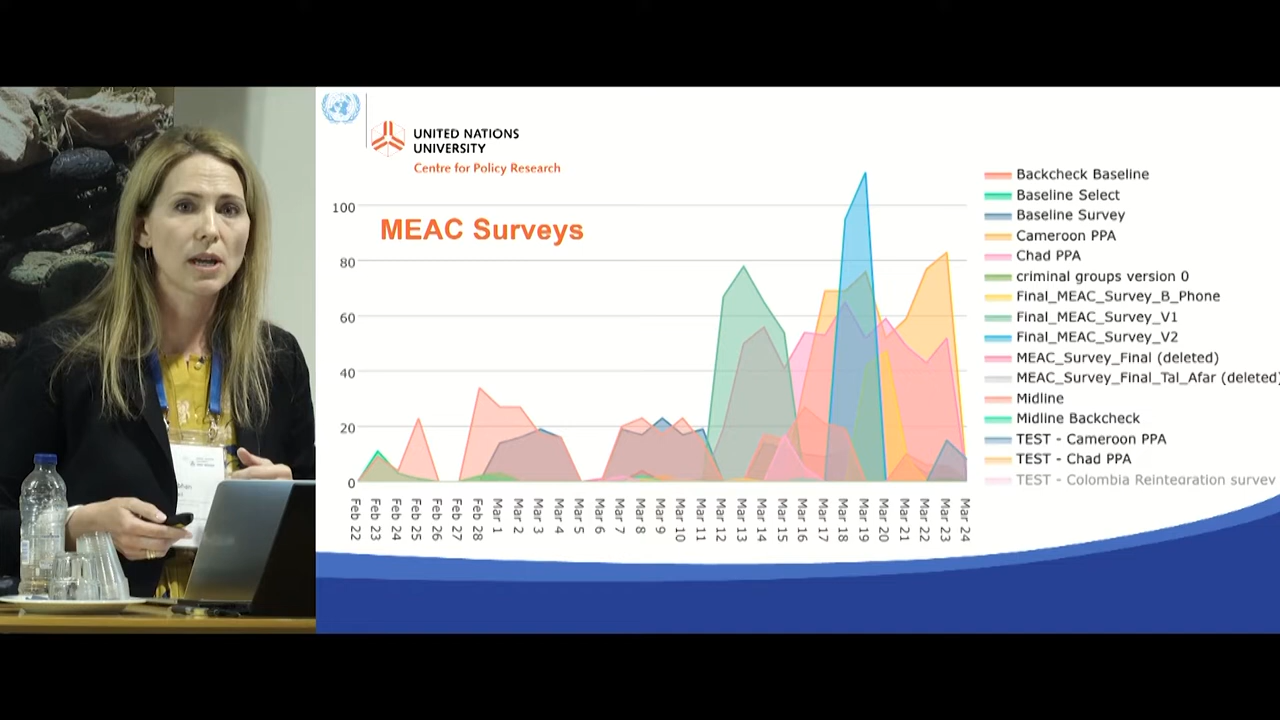 UNITED NATIONS
UNIVERSITY
Centre for Policy Research
MEAC Surveys
100
80
60
40
20
0
Feb 22
Feb 23
Feb 24
Feb 25
Feb 26
Feb 27
Feb 28
Mar 1
Mar 2
Mar 3
Mar 4
Mar 5
Mar 6
Mar 7
Mar 8
Mar 9
Mar 10
Mar 11
Mar 12
Mar 13
Mar 14
Mar 15
Mar 16
Mar 17
Mar 18
Mar 19
Mar 20
Mar 21
Mar 22
Mar 23
Mar 24
Backcheck Baseline
Baseline Select
Baseline Survey
Cameroon PPA
Chad PPA
criminal groups version 0
Final_MEAC_Survey_B_Phone
Final_MEAC_Survey_V1
Final_MEAC_Survey_V2
MEAC_Survey_Final (deleted)
MEAC_Survey_Final_Tal_Afar (deleted)
Midline
Midline Backcheck
TEST - Cameroon PPA
TEST - Chad PPA
TEST - Colombia Reintegration survey